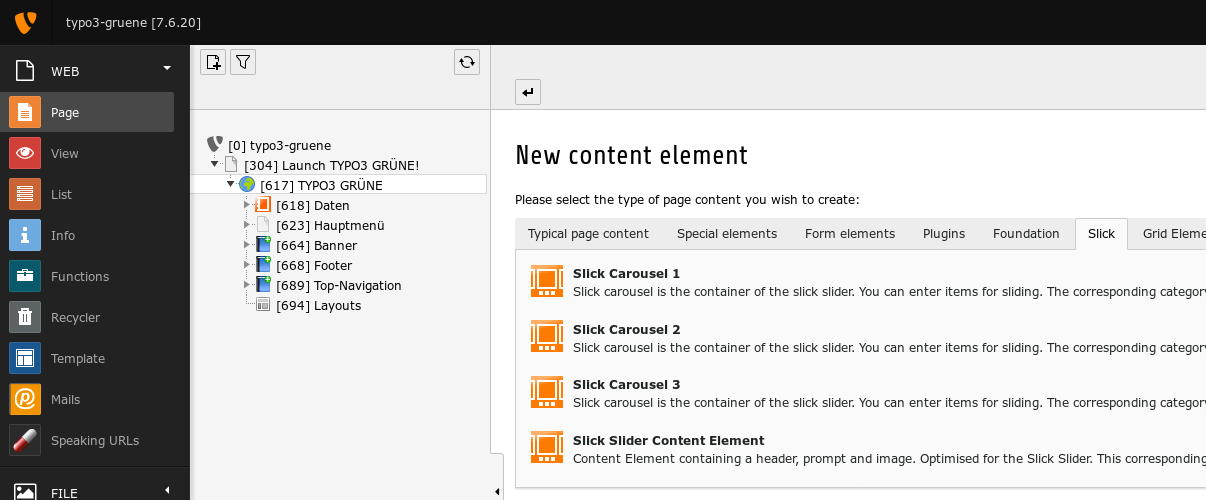 typo3-gruene [7.6.20]
WEB
Page
View
List
Info
Functions
Recycler
Template
Mails
Speaking URLs
FILE
[0] typo3-gruene
[304] Launch TYPO3 GRÜNE!
[617] TYPO3 GRÜNE
[618] Daten
[623] Hauptmenü
[664] Banner
[668] Footer
[689] Top-Navigation
[694] Layouts
New content element
Please select the type of page content you wish to create:
Typical page content Special elements Form elements Plugins Foundation Slick Grid Eleme
Slick Carousel 1
Slick carousel is the container of the slick slider. You can enter items for sliding. The corresponding category
Slick Carousel 2
Slick carousel is the container of the slick slider. You can enter items for sliding. The corresponding category
Slick Carousel 3
Slick carousel is the container of the slick slider. You can enter items for sliding. The corresponding category
Slick Slider Content Element
Content Element containing a header, prompt and image. Optimised for the Slick Slider. This corresponding